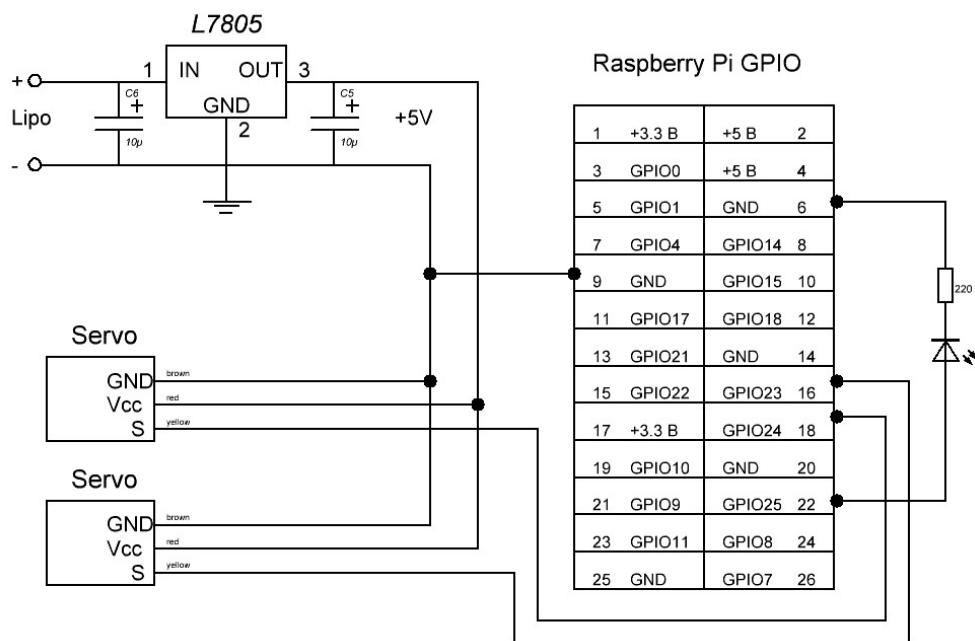 L7805
+
1 IN OUT 3
Lipo
C6
+
10µ
GND
2
C5
+
10µ
+5V
-
Raspberry Pi GPIO
1 +3.3 В +5 В 2
3 GPIO0 +5 В 4
5 GPIO1 GND 6
7 GPIO4 GPIO14 8
9 GND GPIO15 10
11 GPIO17 GPIO18 12
13 GPIO21 GND 14
15 GPIO22 GPIO23 16
17 +3.3 В GPIO24 18
19 GPIO10 GND 20
21 GPIO9 GPIO25 22
23 GPIO11 GPIO8 24
25 GND GPIO7 26
220
Servo
GND brown
Vcc red
S yellow
Servo
GND brown
Vcc red
S yellow